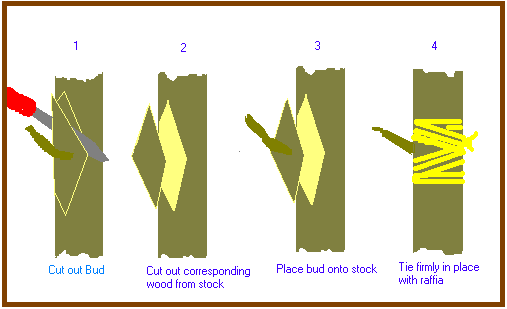 1
2
3
4
Cut out Bud
Cut out corresponding
wood from stock
Place bud onto stock
Tie firmly in place
with raffia